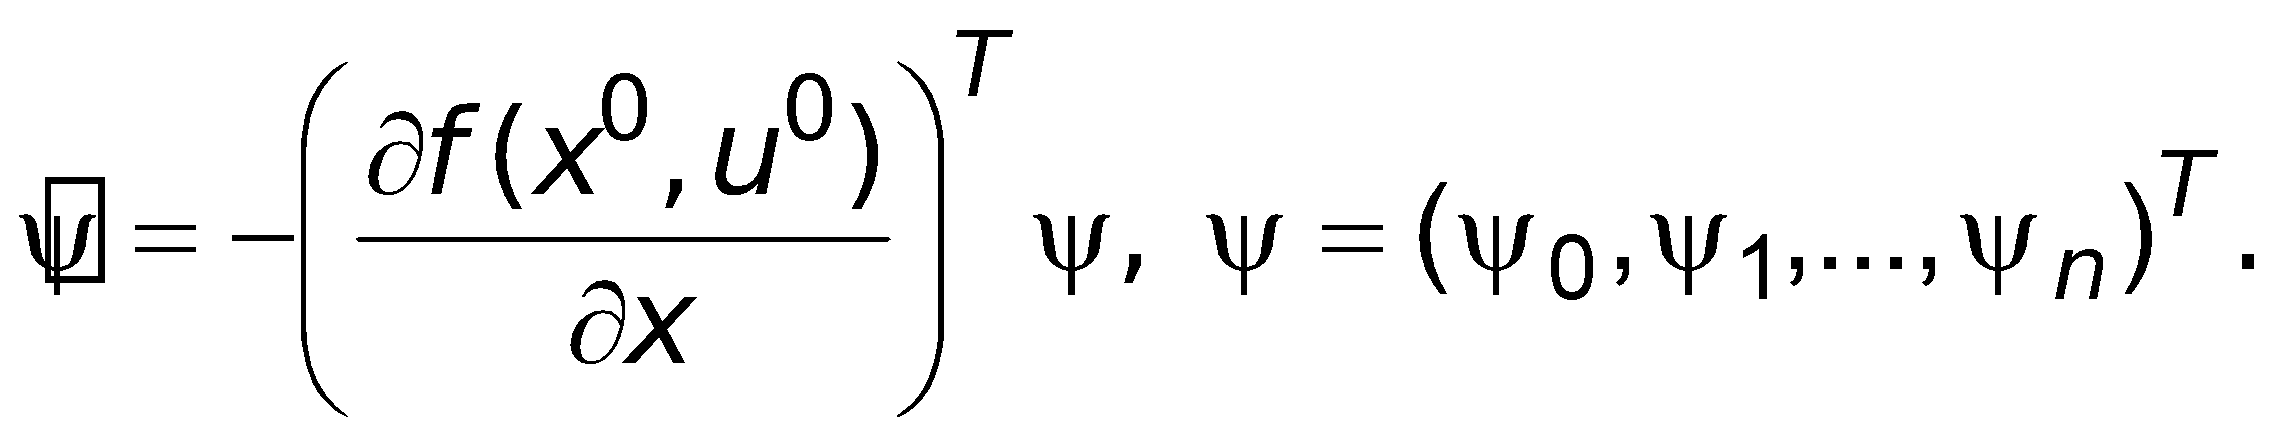 ψ▯ = −(∂f(x⁰,u⁰)/∂x)ᵀ ψ, ψ = (ψ₀,ψ₁,...,ψₙ)ᵀ.